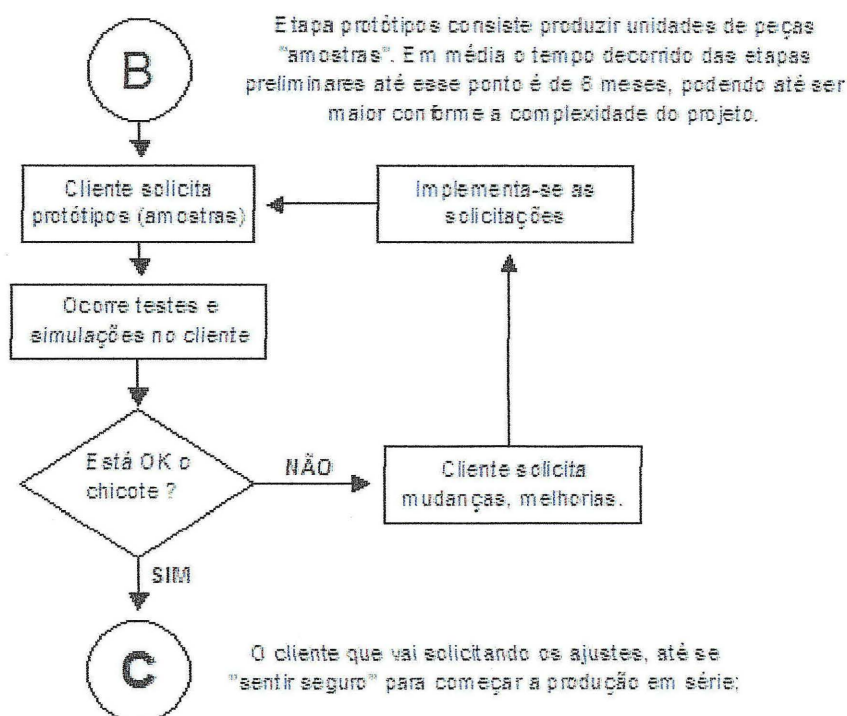 Etapa protótipos consiste produzir unidades de peças
"amostras". Em média o tempo decorrido das etapas
preliminares até esse ponto é de 6 meses, podendo até ser
maior conforme a complexidade do projeto.
B
Cliente solicita
protótipos (amostras)
Implementa-se as
solicitações
Ocorre testes e
simulações no cliente
Está OK o
chicote ?
NÃO
Cliente solicita
mudanças, melhorias.
SIM
C
O cliente que vai solicitando os ajustes, até se
"sentir seguro" para começar a produção em série;